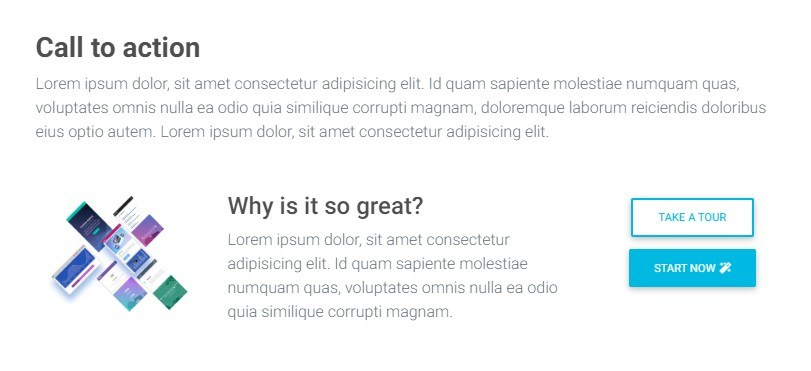 Call to action
Lorem ipsum dolor, sit amet consectetur adipisicing elit. Id quam sapiente molestiae numquam quas,
voluptates omnis nulla ea odio quia similique corrupti magnam, doloremque laborum reiciendis doloribus
eius optio autem. Lorem ipsum dolor, sit amet consectetur adipisicing elit.
Why is it so great?
Lorem ipsum dolor, sit amet consectetur
adipisicing elit. Id quam sapiente molestiae
numquam quas, voluptates omnis nulla ea odio
quia similique corrupti magnam.
TAKE A TOUR
START NOW